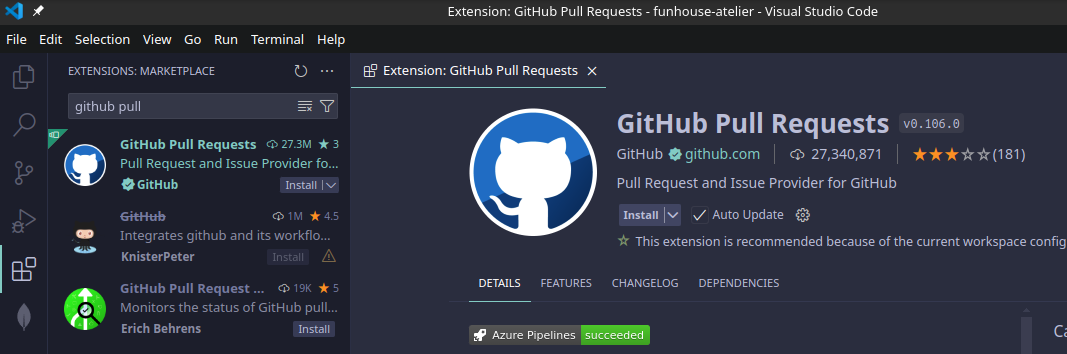 Extension: GitHub Pull Requests - funhouse-atelier - Visual Studio Code
File Edit Selection View Go Run Terminal Help
EXTENSIONS: MARKETPLACE
github pull
GitHub Pull Requests 27.3M ★ 3
Pull Request and Issue Provider fo...
GitHub Install
GitHub 1M ★ 4.5
Integrates github and its workflo...
KnisterPeter Install
GitHub Pull Request ... 19K ★ 5
Monitors the status of GitHub pull...
Erich Behrens Install
Extension: GitHub Pull Requests
GitHub Pull Requests v0.106.0
GitHub github.com 27,340,871 ★★★☆☆(181)
Pull Request and Issue Provider for GitHub
Install Auto Update
This extension is recommended because of the current workspace config
DETAILS FEATURES CHANGELOG DEPENDENCIES
Azure Pipelines succeeded